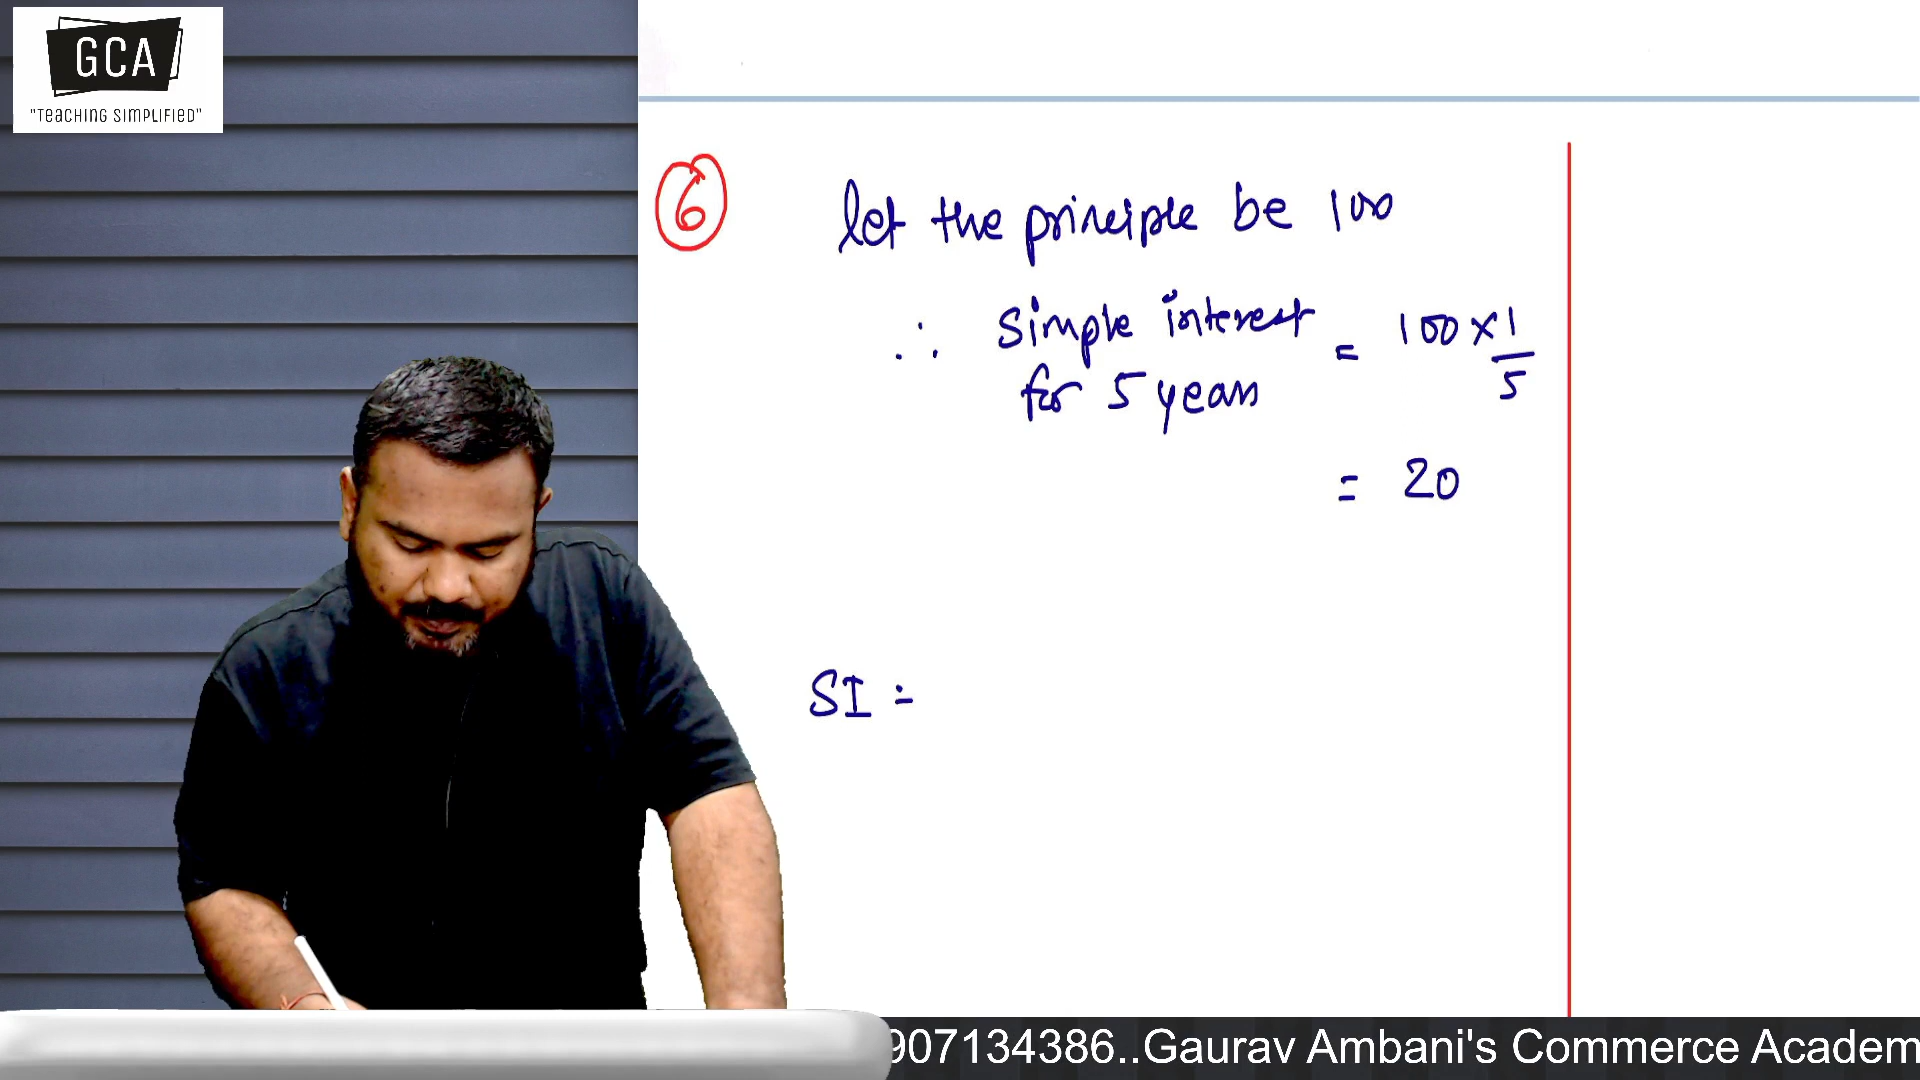 GCA
"Teaching Simplified"
6
let the principle be 100
∴ Simple interest = 100 × 1/5
for 5 years
= 20
SI =
907134386..Gaurav Ambani's Commerce Academ